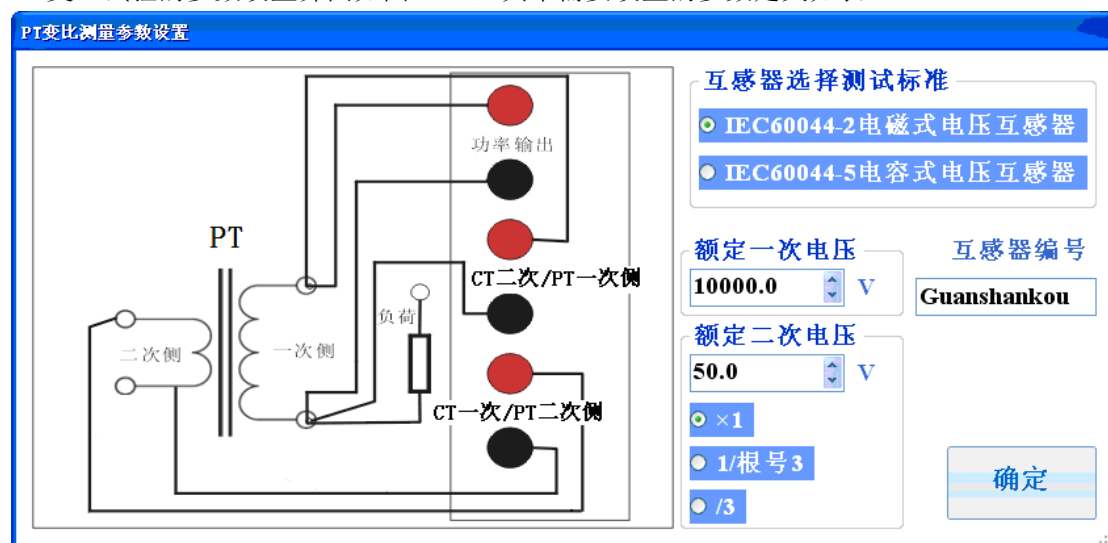 PT变比测量参数设置
功率输出
PT
CT二次/PT一次侧
负荷
二次侧
一次侧
CT一次/PT二次侧
互感器选择测试标准
IEC60044-2电磁式电压互感器
IEC60044-5电容式电压互感器
额定一次电压
互感器编号
10000.0 V
Guanshankou
额定二次电压
50.0 V
×1
1/根号3
/3
确定